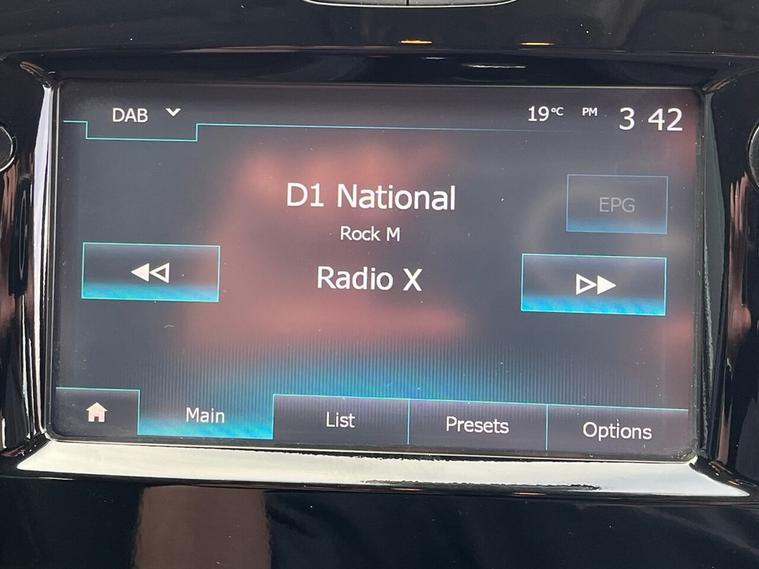 DAB
19°C PM 3 42
D1 National
EPG
Rock M
Radio X
Main
List
Presets
Options